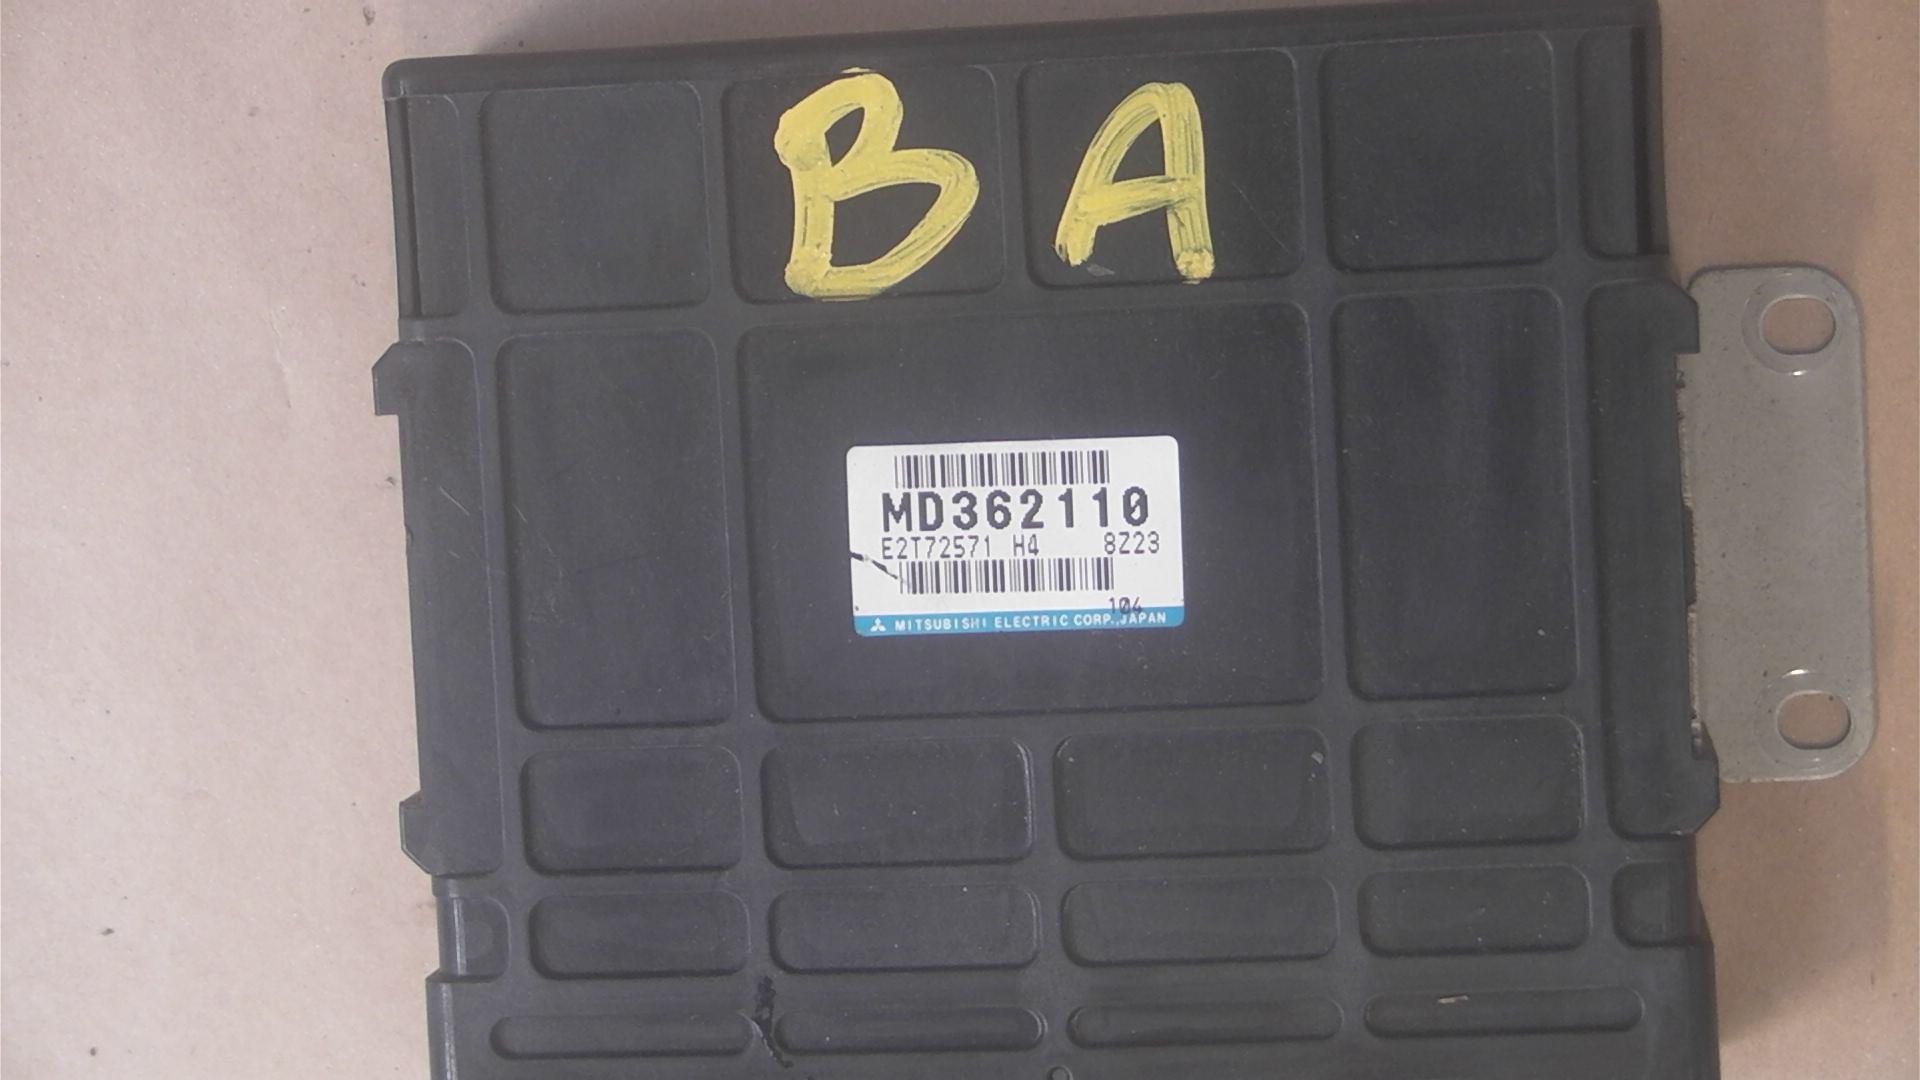 BA
MD362110
E2T72571 H4 8Z23
104
MITSUBISHI ELECTRIC CORP.,JAPAN